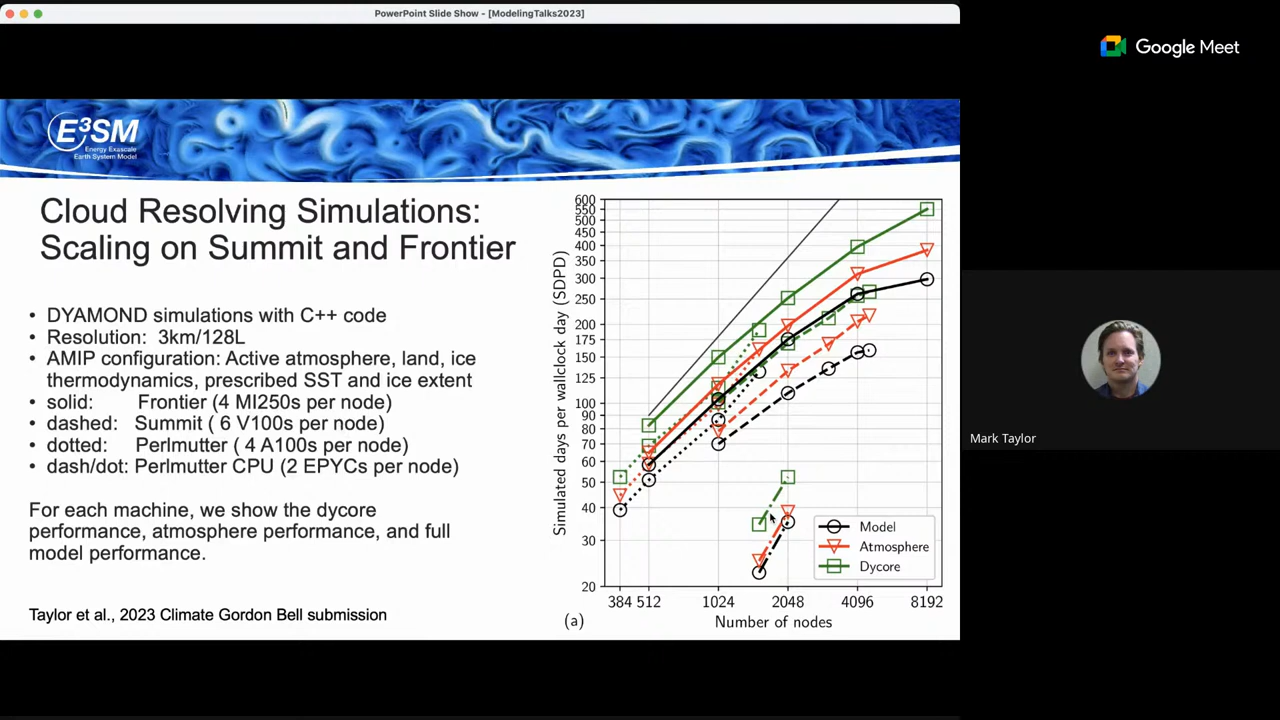 PowerPoint Slide Show - [ModelingTalks2023]
Google Meet
E³SM
Energy Exascale
Earth System Model
Cloud Resolving Simulations:
Scaling on Summit and Frontier
• DYAMOND simulations with C++ code
• Resolution: 3km/128L
• AMIP configuration: Active atmosphere, land, ice
thermodynamics, prescribed SST and ice extent
• solid: Frontier (4 MI250s per node)
• dashed: Summit ( 6 V100s per node)
• dotted: Perlmutter ( 4 A100s per node)
• dash/dot: Perlmutter CPU (2 EPYCs per node)
For each machine, we show the dycore
performance, atmosphere performance, and full
model performance.
Taylor et al., 2023 Climate Gordon Bell submission
Simulated days per wallclock day (SDPD)
600
550
500
450
400
350
300
250
200
175
150
125
100
90
80
70
60
50
40
30
20
Model
Atmosphere
Dycore
384 512 1024 2048 4096 8192
Number of nodes
(a)
Mark Taylor